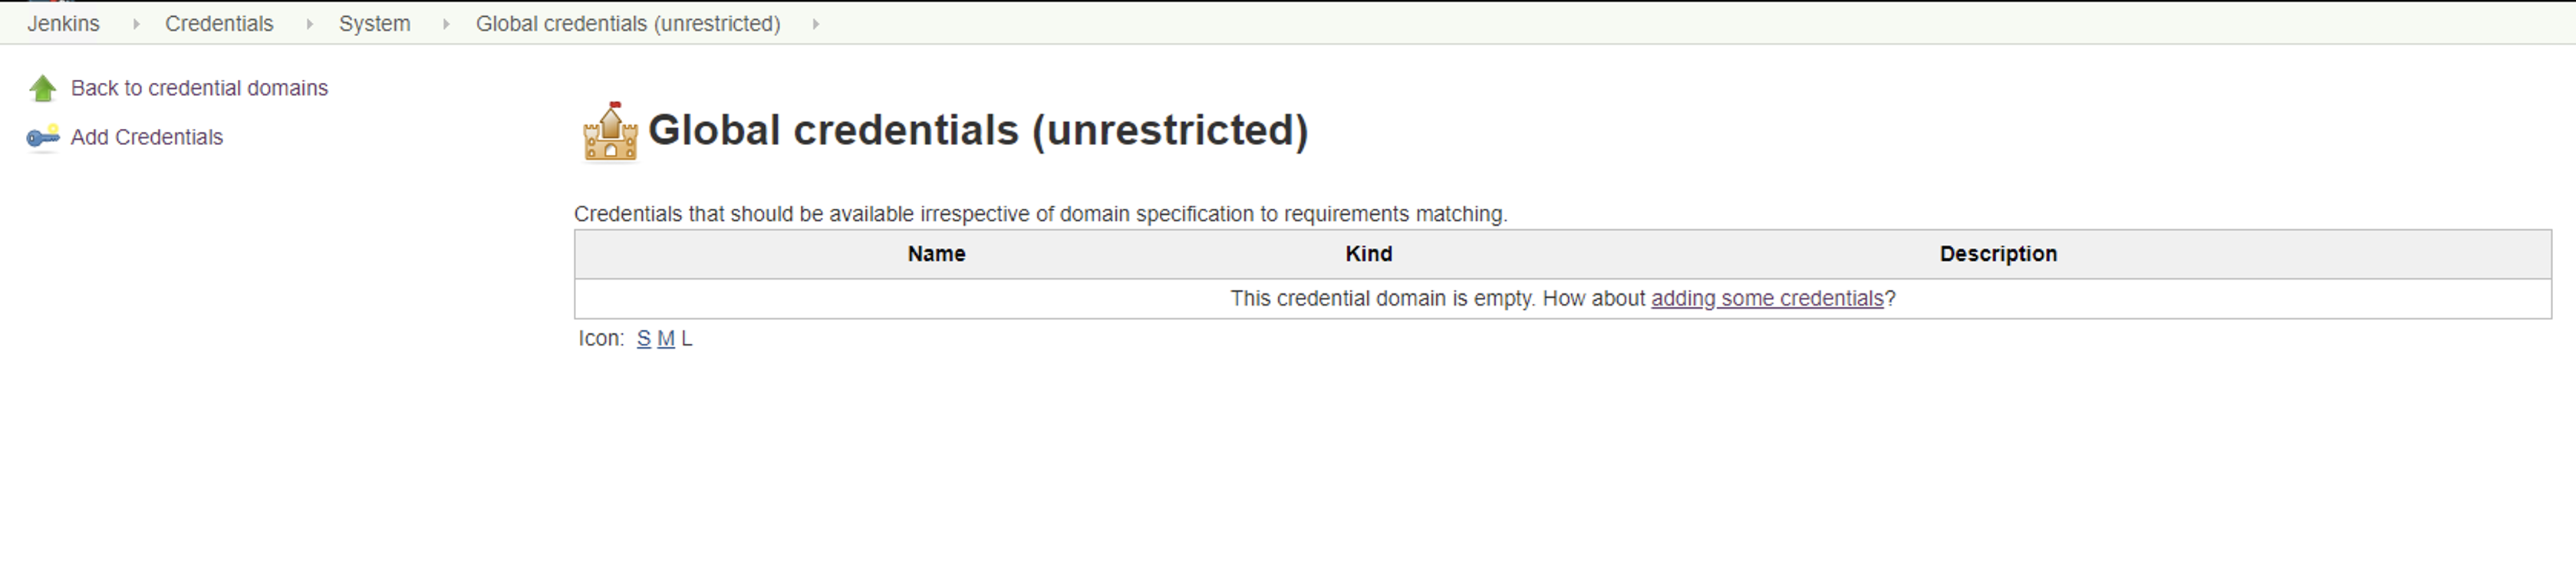 Jenkins Credentials System Global credentials (unrestricted)
Back to credential domains
Add Credentials
Global credentials (unrestricted)
Credentials that should be available irrespective of domain specification to requirements matching.
Name Kind Description
This credential domain is empty. How about adding some credentials?
Icon: S M L